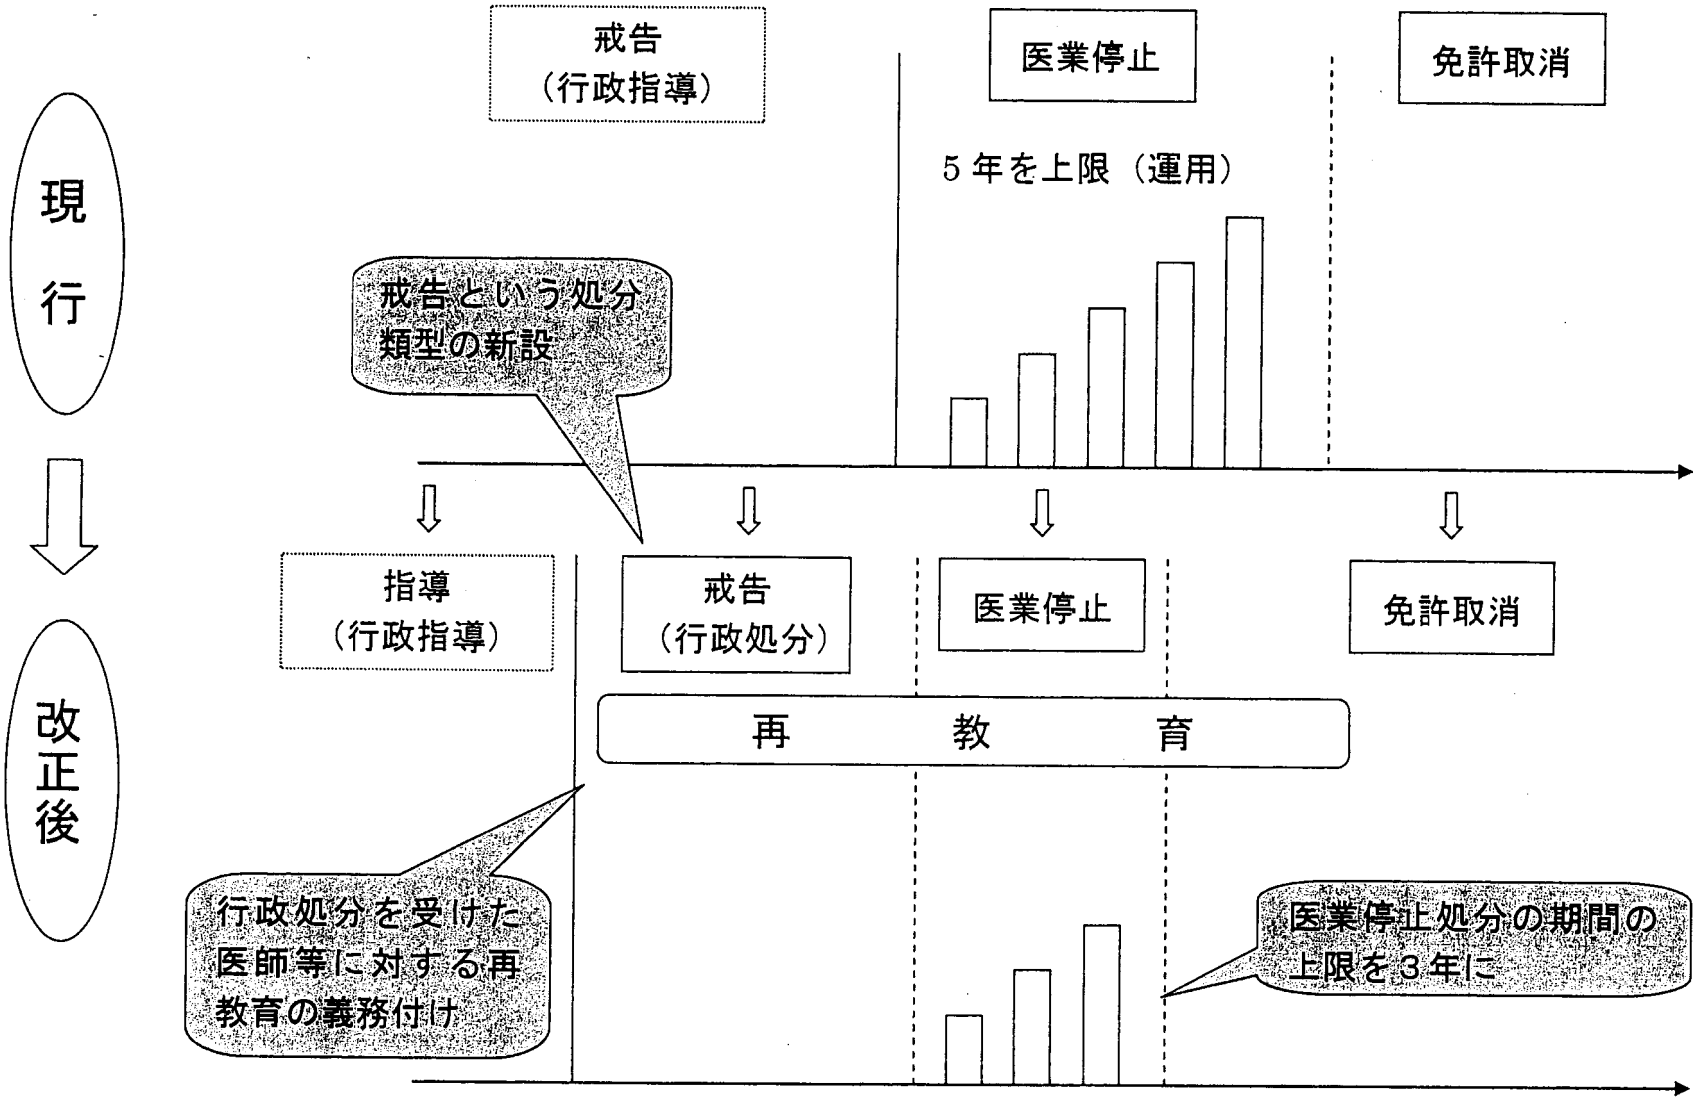 戒告
（行政指導）
医業停止
免許取消
5年を上限（運用）
現
行
戒告という処分
類型の新設
指導
（行政指導）
戒告
（行政処分）
医業停止
免許取消
再教育
改
正
後
行政処分を受けた
医師等に対する再
教育の義務付け
医業停止処分の期間の
上限を３年に